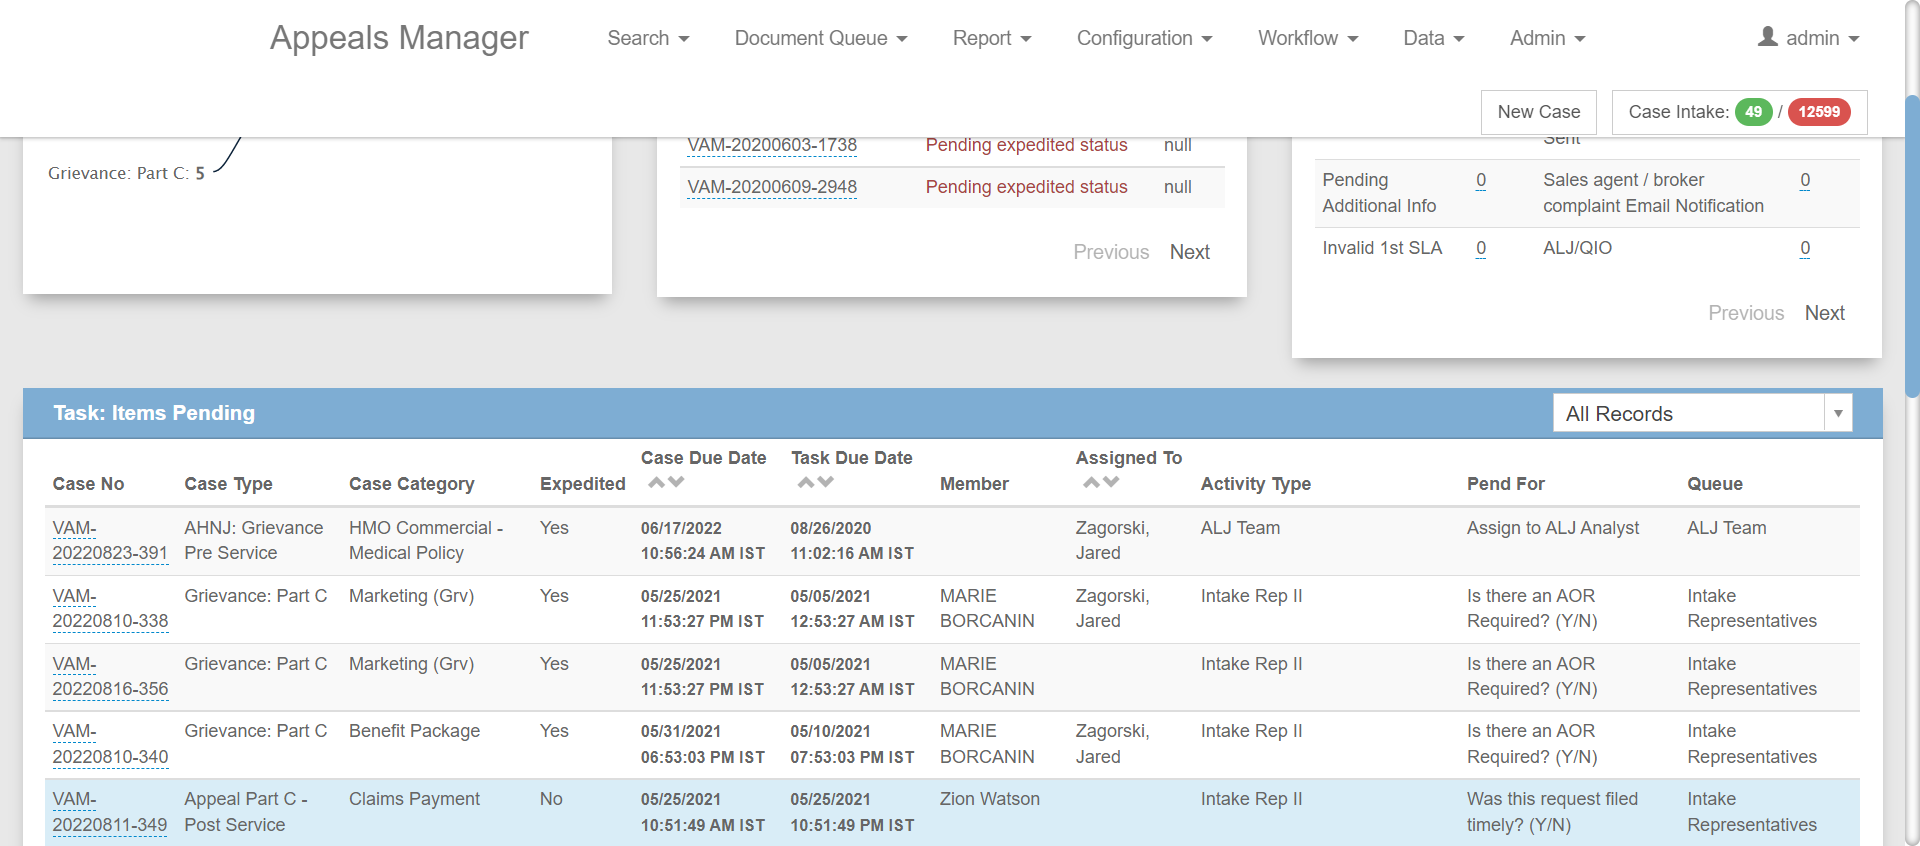 Appeals Manager Search Document Queue Report Configuration Workflow Data Admin admin
New Case Case Intake: 49 / 12599
Grievance: Part C: 5
VAM-20200603-1738 Pending expedited status null
VAM-20200609-2948 Pending expedited status null
Previous Next
Sent
Pending Additional Info 0 Sales agent / broker complaint Email Notification 0
Invalid 1st SLA 0 ALJ/QIO 0
Previous Next
Task: Items Pending All Records
Case No Case Type Case Category Expedited Case Due Date Task Due Date Member Assigned To Activity Type Pend For Queue
VAM- AHNJ: Grievance HMO Commercial - Yes 06/17/2022 08/26/2020 Zagorski, ALJ Team Assign to ALJ Analyst ALJ Team
20220823-391 Pre Service Medical Policy 10:56:24 AM IST 11:02:16 AM IST Jared
VAM- Grievance: Part C Marketing (Grv) Yes 05/25/2021 05/05/2021 MARIE Zagorski, Intake Rep II Is there an AOR Intake
20220810-338 11:53:27 PM IST 12:53:27 AM IST BORCANIN Jared Required? (Y/N) Representatives
VAM- Grievance: Part C Marketing (Grv) Yes 05/25/2021 05/05/2021 MARIE Intake Rep II Is there an AOR Intake
20220816-356 11:53:27 PM IST 12:53:27 AM IST BORCANIN Required? (Y/N) Representatives
VAM- Grievance: Part C Benefit Package Yes 05/31/2021 05/10/2021 MARIE Zagorski, Intake Rep II Is there an AOR Intake
20220810-340 06:53:03 PM IST 07:53:03 PM IST BORCANIN Jared Required? (Y/N) Representatives
VAM- Appeal Part C - Claims Payment No 05/25/2021 05/25/2021 Zion Watson Intake Rep II Was this request filed Intake
20220811-349 Post Service 10:51:49 AM IST 10:51:49 PM IST timely? (Y/N) Representatives